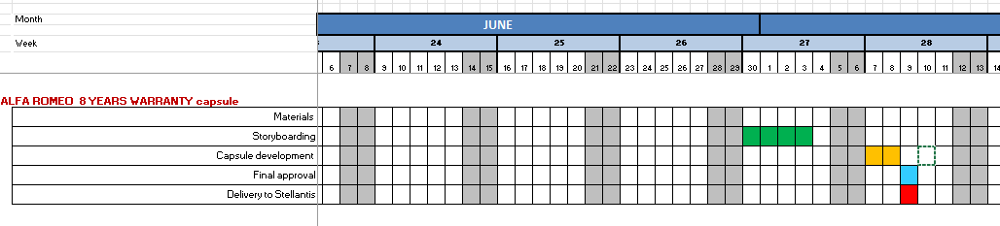 Month JUNE
Week 24 25 26 27 28
6 7 8 9 10 11 12 13 14 15 16 17 18 19 20 21 22 23 24 25 26 27 28 29 30 1 2 3 4 5 6 7 8 9 10 11 12 13
ALFA ROMEO 8 YEARS WARRANTY capsule
Materials
Storyboarding
Capsule development
Final approval
Delivery to Stellantis